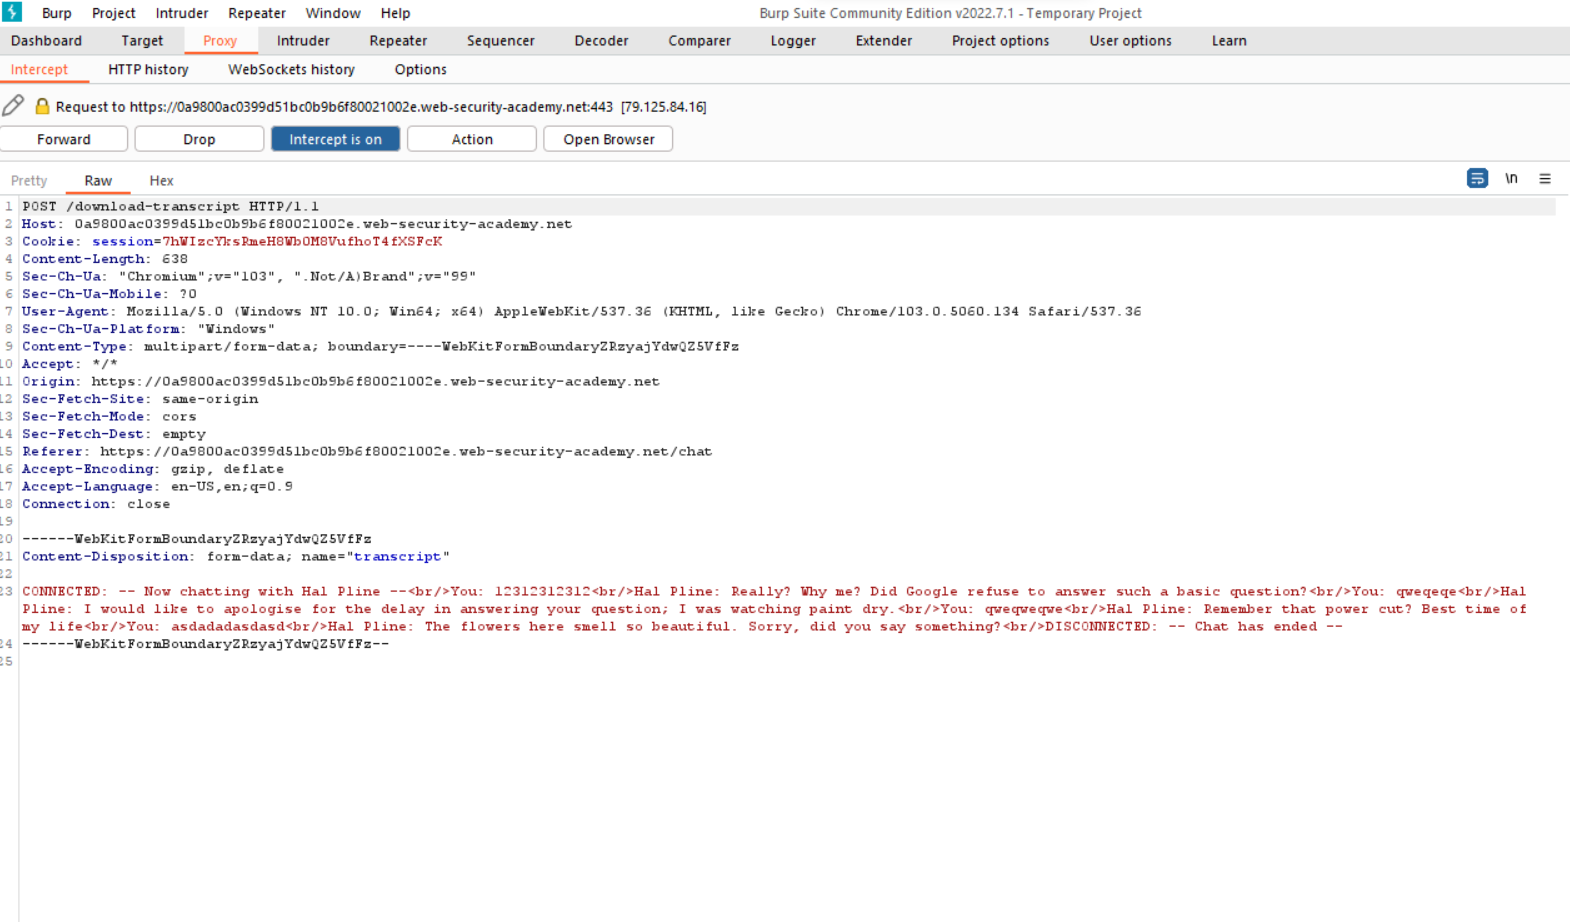 Burp Project Intruder Repeater Window Help Burp Suite Community Edition v2022.7.1 - Temporary Project
Dashboard Target Proxy Intruder Repeater Sequencer Decoder Comparer Logger Extender Project options User options Learn
Intercept HTTP history WebSockets history Options
Request to https://0a9800ac0399d51bc0b9b6f80021002e.web-security-academy.net:443 [79.125.84.16]
Forward Drop Intercept is on Action Open Browser
Pretty Raw Hex \n
1 POST /download-transcript HTTP/1.1
2 Host: 0a9800ac0399d51bc0b9b6f80021002e.web-security-academy.net
3 Cookie: session=7hWIzcYksRmeH8Wb0M8VufhoT4fXSFcK
4 Content-Length: 638
5 Sec-Ch-Ua: "Chromium";v="103", ".Not/A)Brand";v="99"
6 Sec-Ch-Ua-Mobile: ?0
7 User-Agent: Mozilla/5.0 (Windows NT 10.0; Win64; x64) AppleWebKit/537.36 (KHTML, like Gecko) Chrome/103.0.5060.134 Safari/537.36
8 Sec-Ch-Ua-Platform: "Windows"
9 Content-Type: multipart/form-data; boundary=----WebKitFormBoundaryZRzyajYdwQZ5VfFz
10 Accept: */*
11 Origin: https://0a9800ac0399d51bc0b9b6f80021002e.web-security-academy.net
12 Sec-Fetch-Site: same-origin
13 Sec-Fetch-Mode: cors
14 Sec-Fetch-Dest: empty
15 Referer: https://0a9800ac0399d51bc0b9b6f80021002e.web-security-academy.net/chat
16 Accept-Encoding: gzip, deflate
17 Accept-Language: en-US,en;q=0.9
18 Connection: close
19
20 ------WebKitFormBoundaryZRzyajYdwQZ5VfFz
21 Content-Disposition: form-data; name="transcript"
22
23 CONNECTED: -- Now chatting with Hal Pline --<br/>You: 12312312312<br/>Hal Pline: Really? Why me? Did Google refuse to answer such a basic question?<br/>You: qweqeqe<br/>Hal
Pline: I would like to apologise for the delay in answering your question; I was watching paint dry.<br/>You: qweqweqwe<br/>Hal Pline: Remember that power cut? Best time of
my life<br/>You: asdadadasdasd<br/>Hal Pline: The flowers here smell so beautiful. Sorry, did you say something?<br/>DISCONNECTED: -- Chat has ended --
24 ------WebKitFormBoundaryZRzyajYdwQZ5VfFz--
25